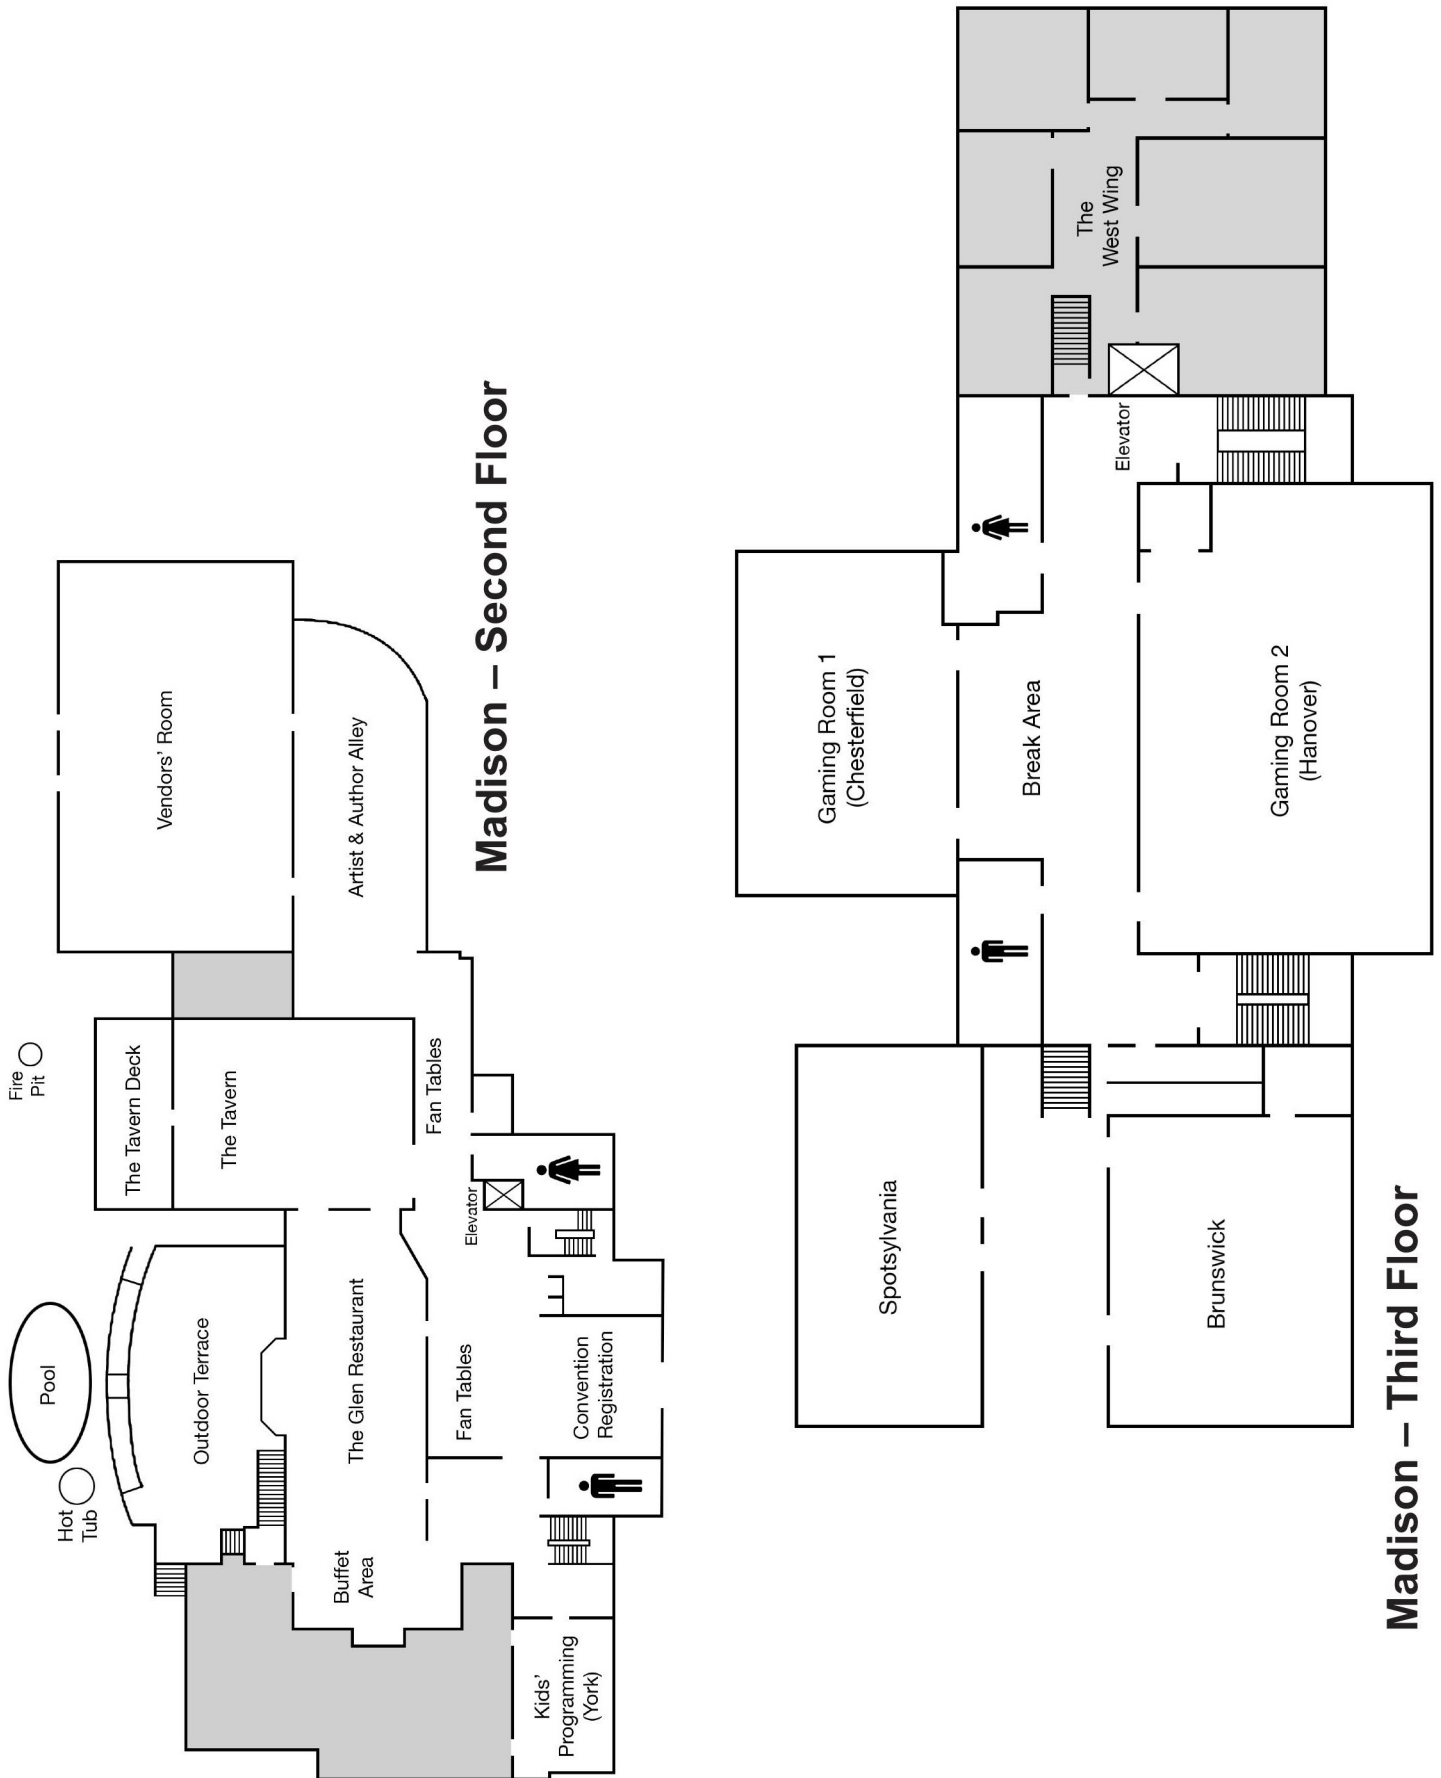 Madison – Second Floor
Pool
Hot
Tub
Fire
Pit
Outdoor Terrace
The Tavern Deck
The Tavern
Vendors’ Room
Artist & Author Alley
The Glen Restaurant
Buffet
Area
Fan Tables
Fan Tables
Elevator
Convention
Registration
Kids’
Programming
(York)
Madison – Third Floor
Spotsylvania
Brunswick
Gaming Room 1
(Chesterfield)
Break Area
Gaming Room 2
(Hanover)
Elevator
The
West Wing